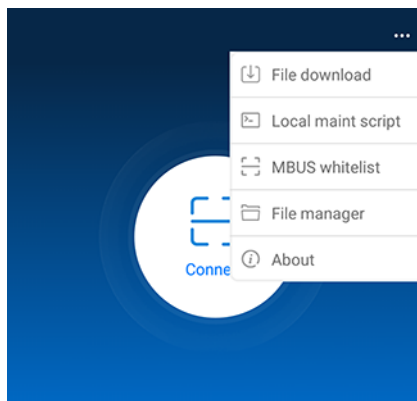 ...
File download
Local maint script
MBUS whitelist
File manager
About
Conne